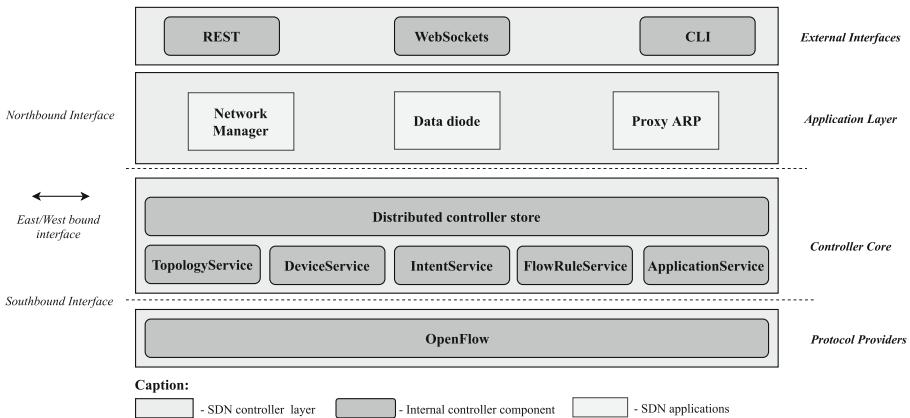 REST
WebSockets
CLI
External Interfaces
Northbound Interface
Network
Manager
Data diode
Proxy ARP
Application Layer
East/West bound
interface
Distributed controller store
TopologyService
DeviceService
IntentService
FlowRuleService
ApplicationService
Controller Core
Southbound Interface
OpenFlow
Protocol Providers
Caption:
- SDN controller layer
- Internal controller component
- SDN applications